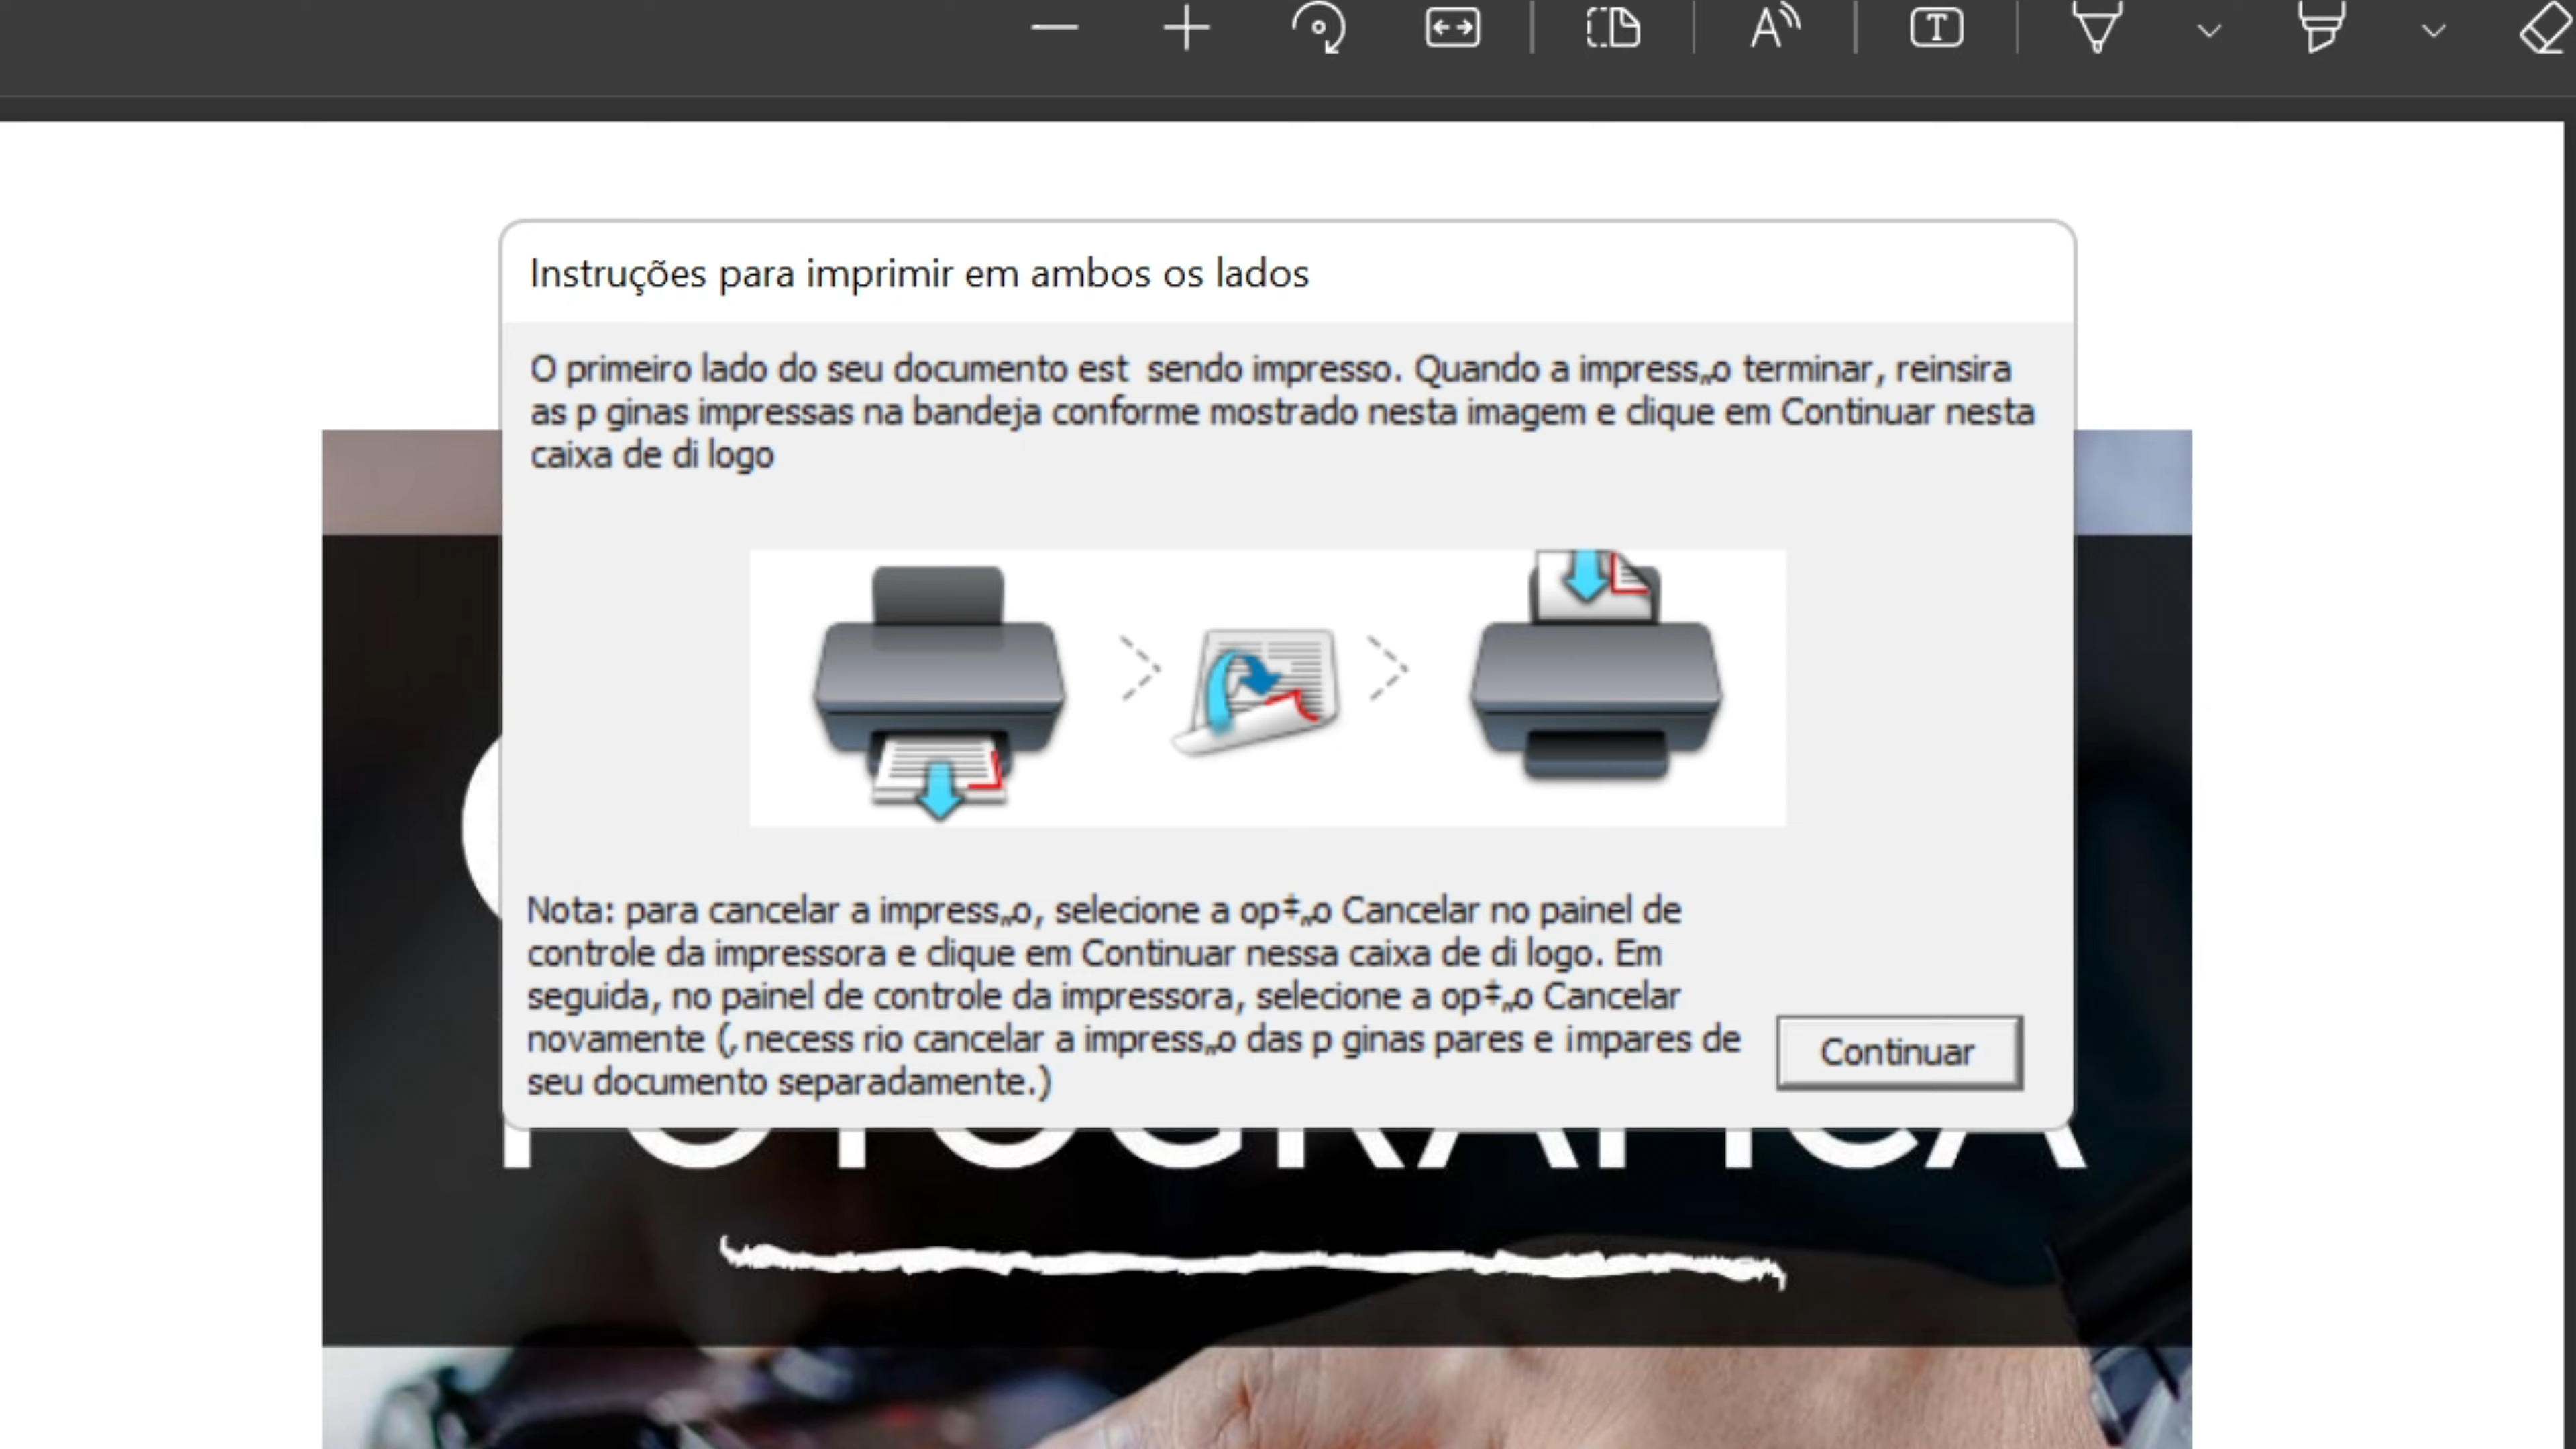 Instruções para imprimir em ambos os lados
O primeiro lado do seu documento est  sendo impresso. Quando a impress„o terminar, reinsira
as p ginas impressas na bandeja conforme mostrado nesta imagem e clique em Continuar nesta
caixa de di logo
Nota: para cancelar a impress„o, selecione a op‡„o Cancelar no painel de
controle da impressora e clique em Continuar nessa caixa de di logo. Em
seguida, no painel de controle da impressora, selecione a op‡„o Cancelar
novamente (‚ necess rio cancelar a impress„o das p ginas pares e impares de
seu documento separadamente.)
Continuar
FOTOGRÁFICA